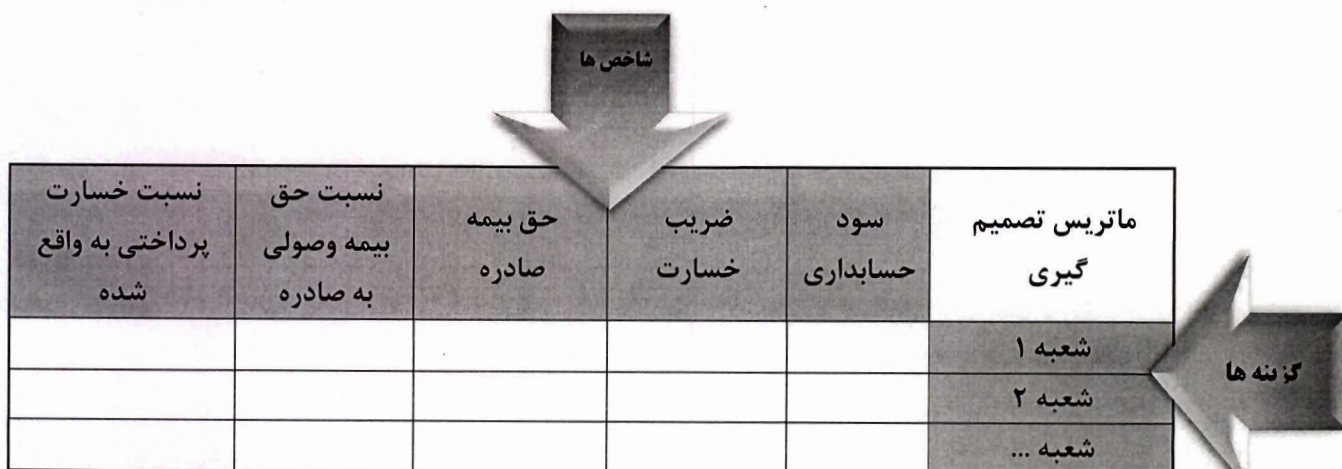 شاخص ها
ماتریس تصمیم
گیری
سود
حسابداری
ضریب
خسارت
حق بیمه
صادره
نسبت حق
بیمه وصولی
به صادره
نسبت خسارت
پرداختی به واقع
شده
شعبه ۱
شعبه ۲
شعبه ...
گزینه ها